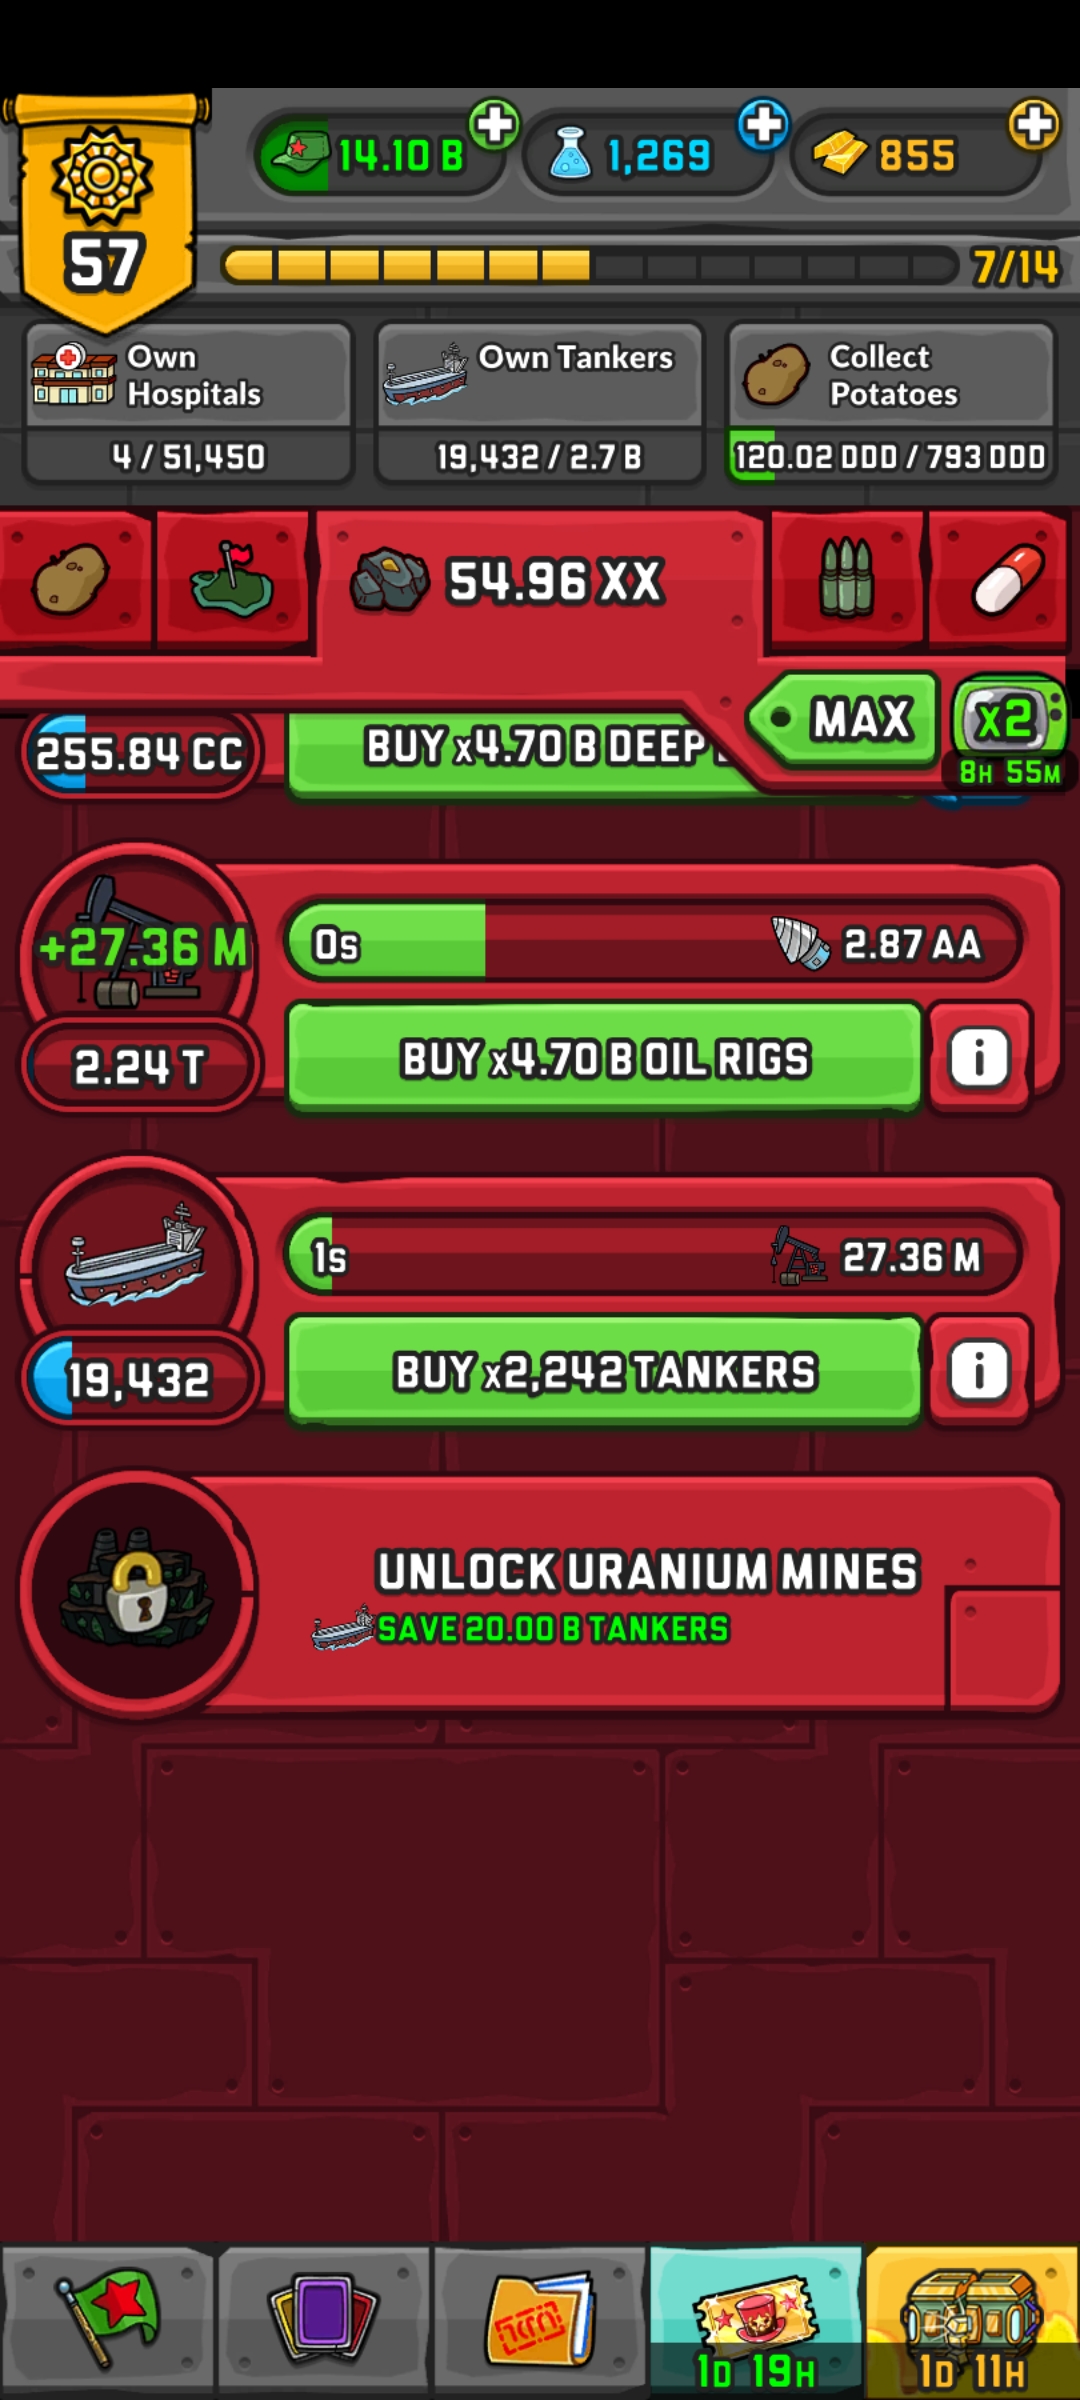 14.10 B
1,269
855
57
7/14
Own
Hospitals
4 / 51,450
Own Tankers
19,432 / 2.7 B
Collect
Potatoes
120.02 DDD / 793 DDD
54.96 XX
MAX
x2
8H 55M
255.84 CC
BUY x4.70 B DEEP
+27.36 M
0s
2.87 AA
2.24 T
BUY x4.70 B OIL RIGS
i
1s
27.36 M
19,432
BUY x2,242 TANKERS
i
UNLOCK URANIUM MINES
SAVE 20.00 B TANKERS
1D 19H
1D 11H